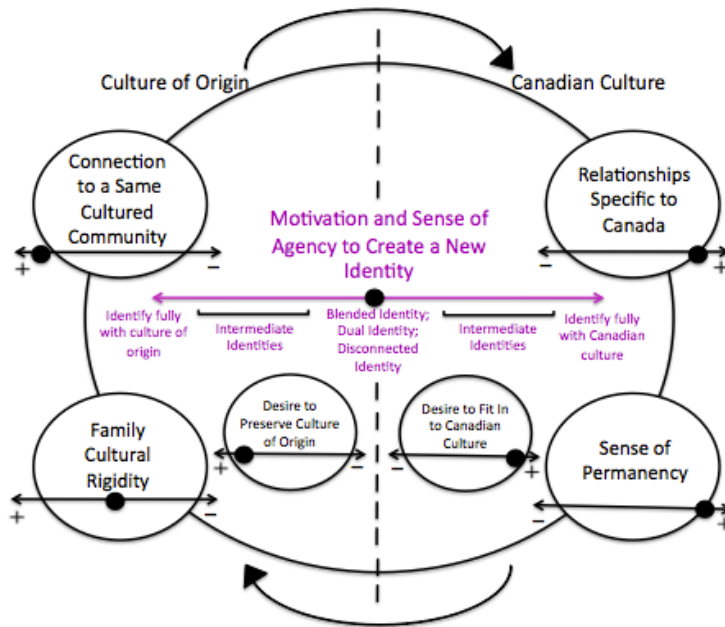 Culture of Origin
Canadian Culture
Connection
to a Same
Cultured
Community
+
–
Relationships
Specific to
Canada
–
+
Motivation and Sense of
Agency to Create a New
Identity
Identify fully
with culture of
origin
Intermediate
Identities
Blended Identity;
Dual Identity;
Disconnected
Identity
Intermediate
Identities
Identify fully
with Canadian
culture
Family
Cultural
Rigidity
+
–
Desire to
Preserve Culture
of Origin
+
–
Desire to Fit In
to Canadian
Culture
–
+
Sense of
Permanency
–
+